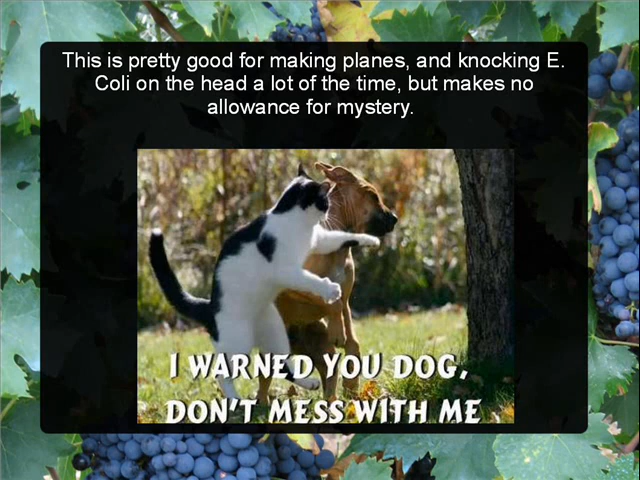 This is pretty good for making planes, and knocking E.
Coli on the head a lot of the time, but makes no
allowance for mystery.
I WARNED YOU DOG,
DON'T MESS WITH ME